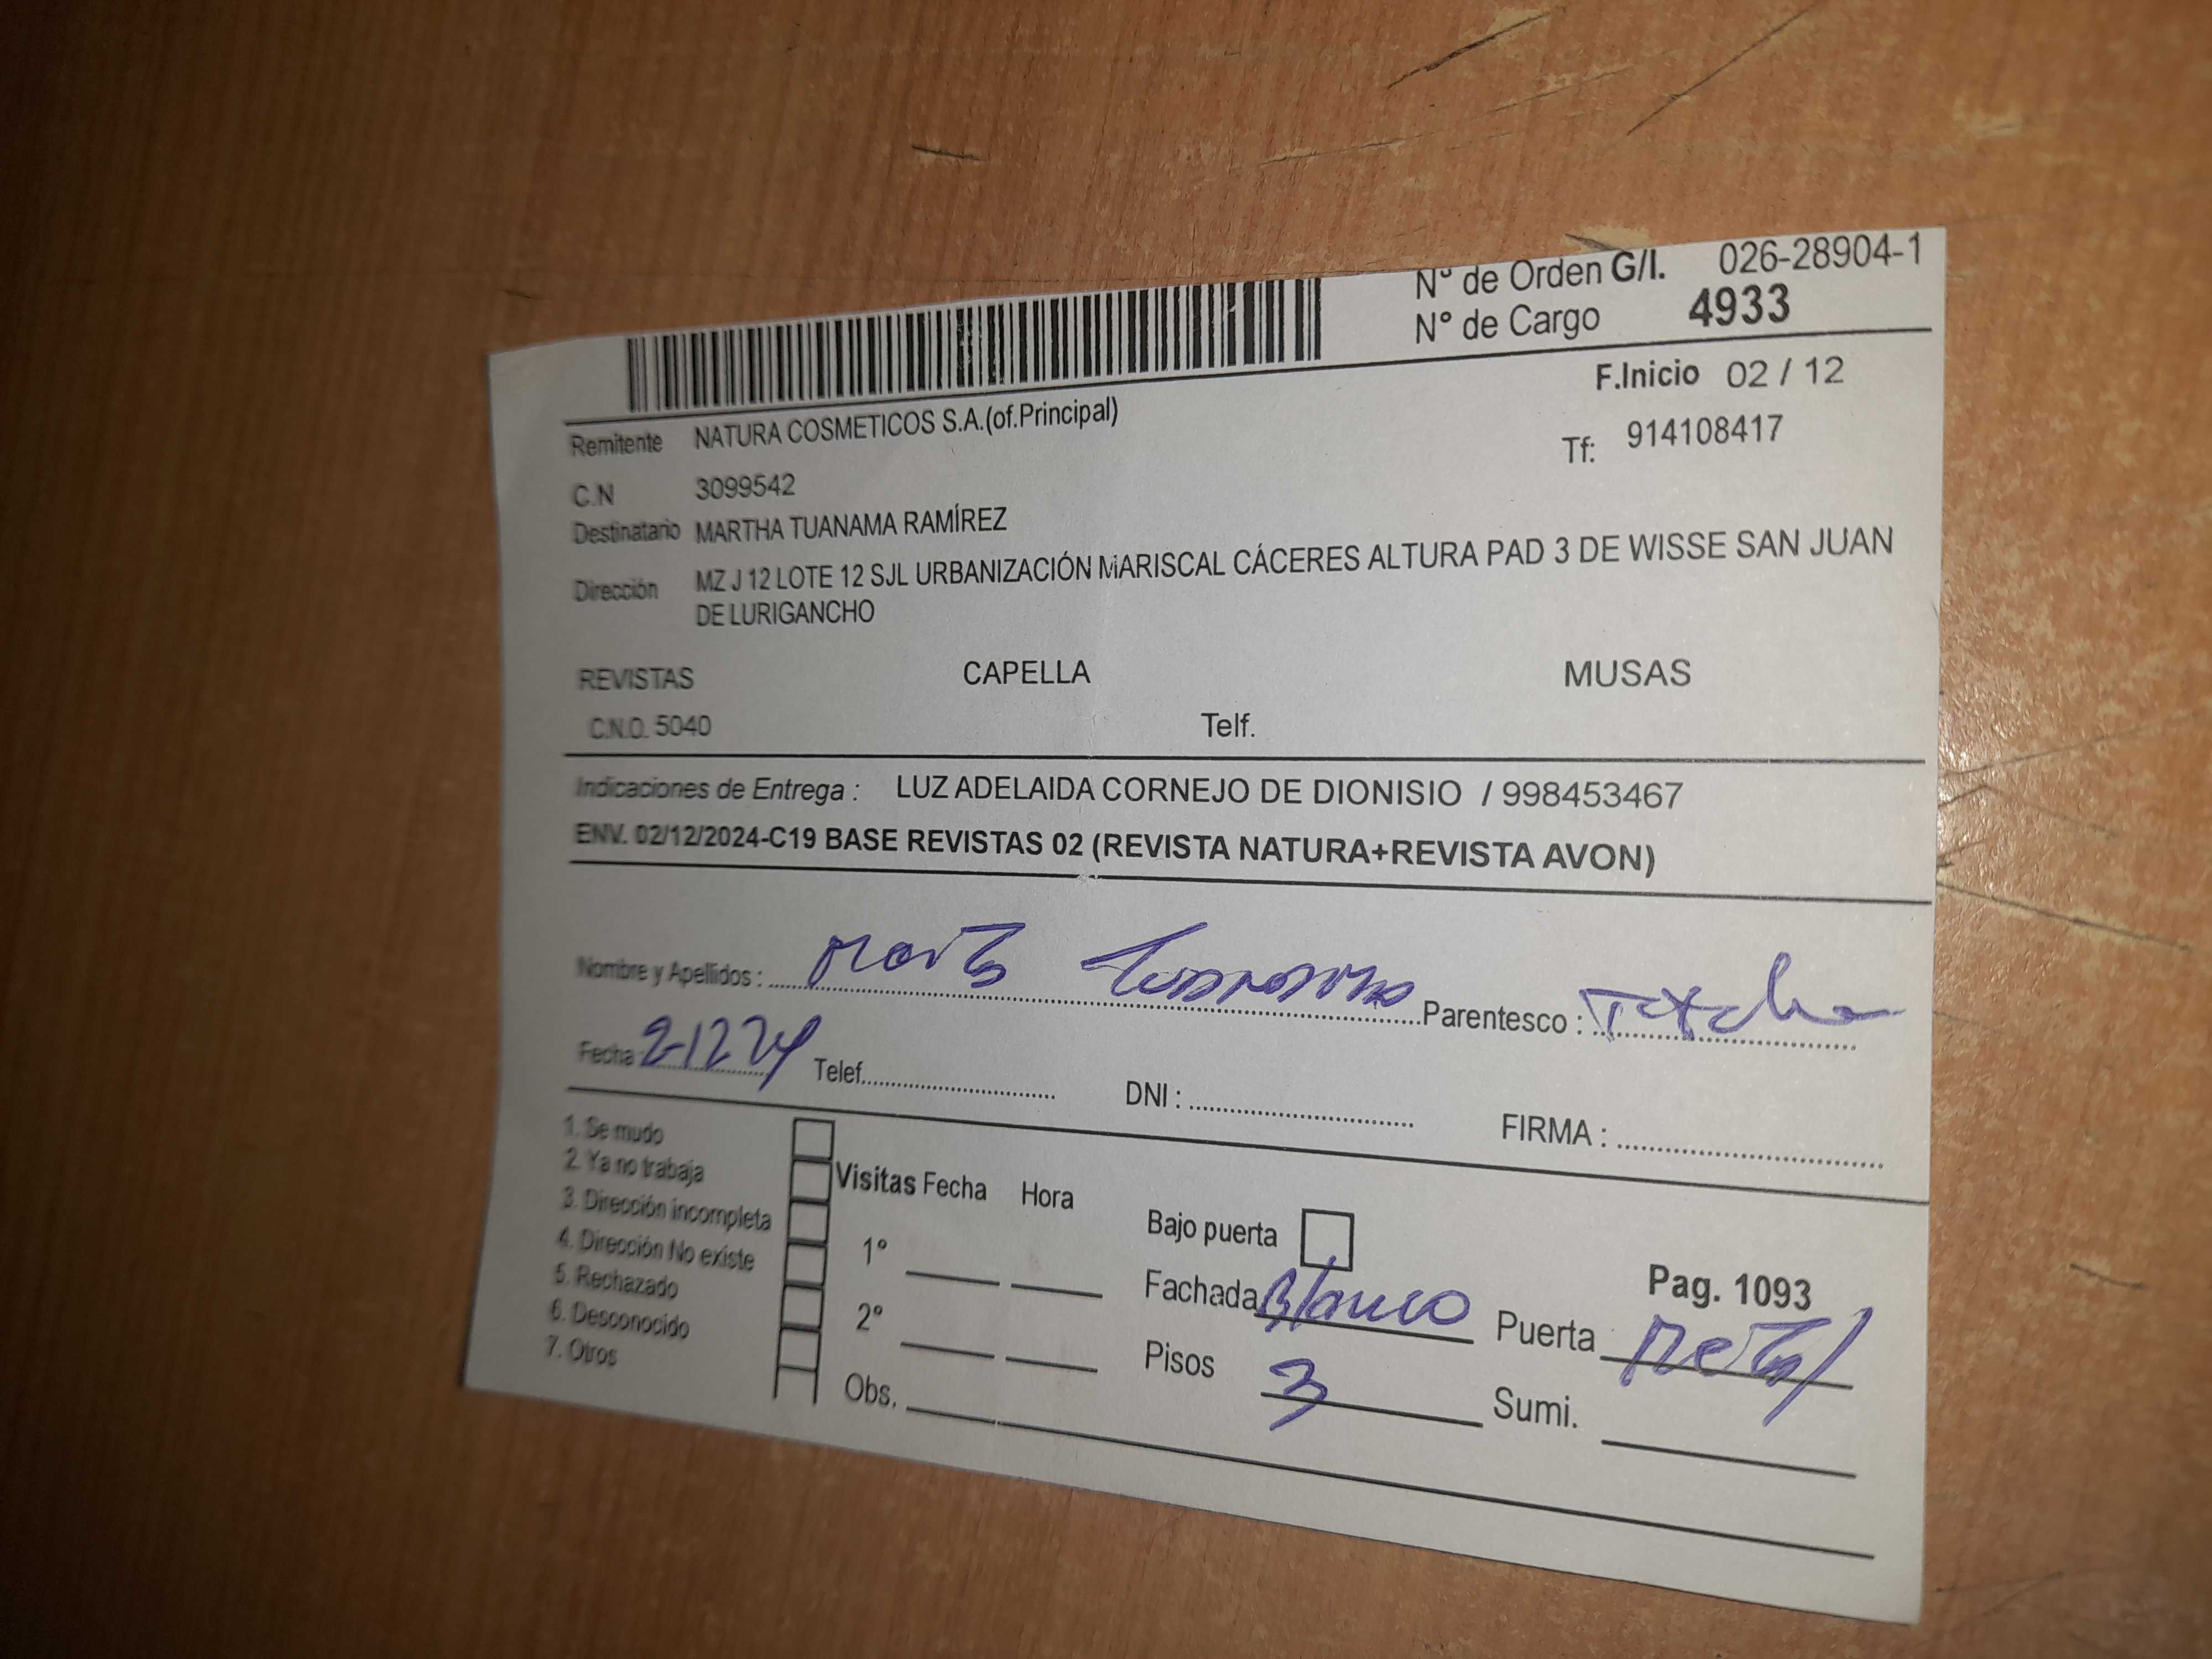 N° de Orden G/I. 026-28904-1
N° de Cargo 4933
F.Inicio 02 / 12
Remitente NATURA COSMETICOS S.A.(of.Principal)
Tf: 914108417
C.N 3099542
Destinatario MARTHA TUANAMA RAMÍREZ
Dirección MZ J 12 LOTE 12 SJL URBANIZACIÓN MARISCAL CÁCERES ALTURA PAD 3 DE WISSE SAN JUAN
DE LURIGANCHO
REVISTAS CAPELLA MUSAS
C.N.O. 5040 Telf.
Indicaciones de Entrega : LUZ ADELAIDA CORNEJO DE DIONISIO / 998453467
ENV. 02/12/2024-C19 BASE REVISTAS 02 (REVISTA NATURA+REVISTA AVON)
Nombre y Apellidos : Marta Tuanama Parentesco :
Fecha 2-12 24 Telef. DNI : FIRMA :
1. Se mudo
2. Ya no trabaja
3. Dirección incompleta
4. Dirección No existe
5. Rechazado
6. Desconocido
7. Otros
Visitas Fecha Hora
1°
2°
Obs.
Bajo puerta
Pag. 1093
Fachada Blanco Puerta Metal
Pisos 3 Sumi.